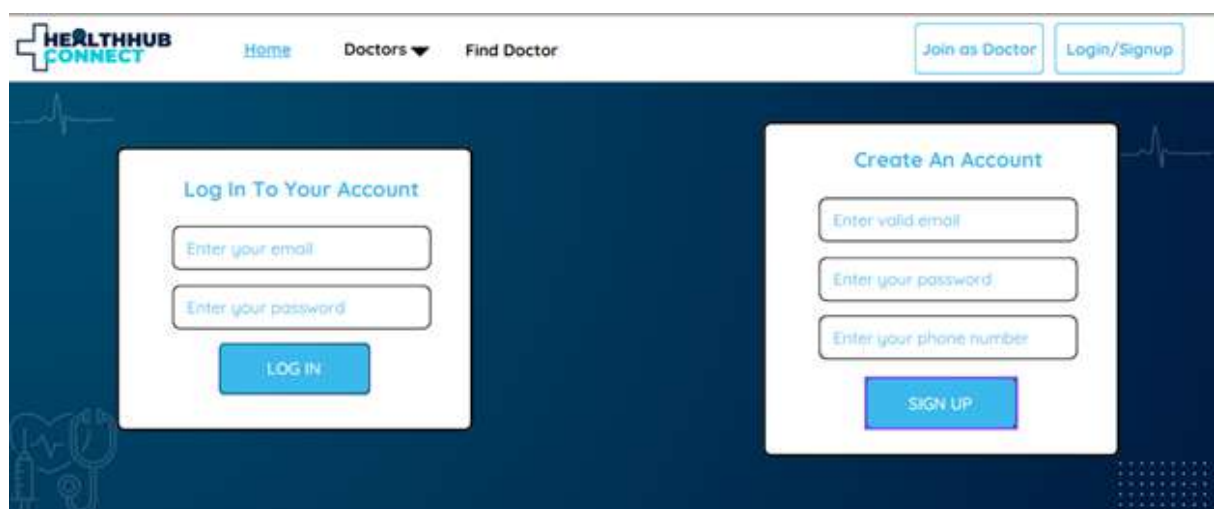 HEALTHHUB
CONNECT
Home
Doctors
Find Doctor
Join as Doctor
Login/Signup
Log In To Your Account
Enter your email
Enter your password
LOG IN
Create An Account
Enter valid email
Enter your password
Enter your phone number
SIGN UP